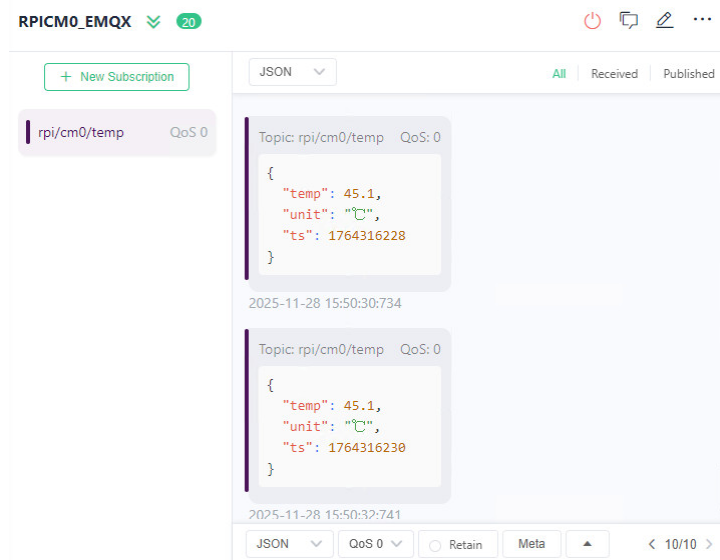 RPICM0_EMQX 20
+ New Subscription
rpi/cm0/temp QoS 0
JSON All Received Published
Topic: rpi/cm0/temp QoS: 0
{
"temp": 45.1,
"unit": "℃",
"ts": 1764316228
}
2025-11-28 15:50:30:734
Topic: rpi/cm0/temp QoS: 0
{
"temp": 45.1,
"unit": "℃",
"ts": 1764316230
}
2025-11-28 15:50:32:741
JSON QoS 0 Retain Meta 10/10